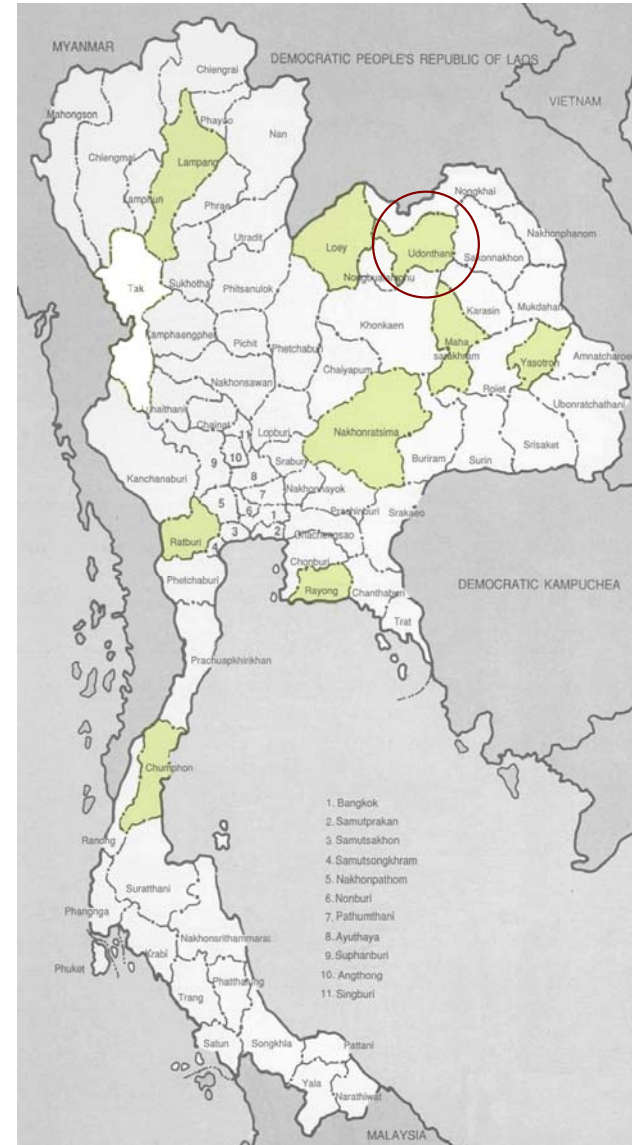 MYANMAR
DEMOCRATIC PEOPLE'S REPUBLIC OF LAOS
VIETNAM
Chiengrai
Mahongson
Phayao
Nan
Chiengmai
Lampang
Lamphun
Phrae
Nongkhai
Loey
Udonthani
Nakhonphanom
Utradit
Sakonnakhon
Nongbualamphu
Tak
Sukhothai
Phitsanulok
Khonkaen
Karasin
Mukdahan
Kamphaengphet
Pichit
Phetchabun
Maha
sarakhram
Yasotron
Amnatcharoen
Chaiyapum
Nakhonsawan
Roiet
Ubonratchathani
Uthaithani
Chainat
Lopburi
Nakhonratsima
11
10
9
8
Sraburi
Buriram
Surin
Srisaket
Kanchanaburi
7
Nakhonnayok
5
6
1
Prachinburi
Srakaeo
Ratburi
3
2
4
Chachengsao
Chonburi
Phetchaburi
Rayong
Chanthaburi
DEMOCRATIC KAMPUCHEA
Trat
Prachuapkhirikhan
Chumphon
Ranong
1. Bangkok
2. Samutprakan
3. Samutsakhon
4. Samutsongkhram
5. Nakhonpathom
6. Nonburi
7. Pathumthani
8. Ayuthaya
9. Suphanburi
10. Angthong
11. Singburi
Suratthani
Phangnga
Nakhonsrithammarat
Krabi
Phuket
Phatthalung
Trang
Satun
Songkhla
Pattani
Yala
Narathiwat
MALAYSIA